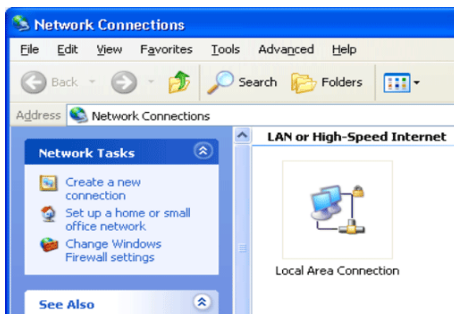 Network Connections
File Edit View Favorites Tools Advanced Help
Back Search Folders
Address Network Connections
Network Tasks
Create a new
connection
Set up a home or small
office network
Change Windows
Firewall settings
See Also
LAN or High-Speed Internet
Local Area Connection